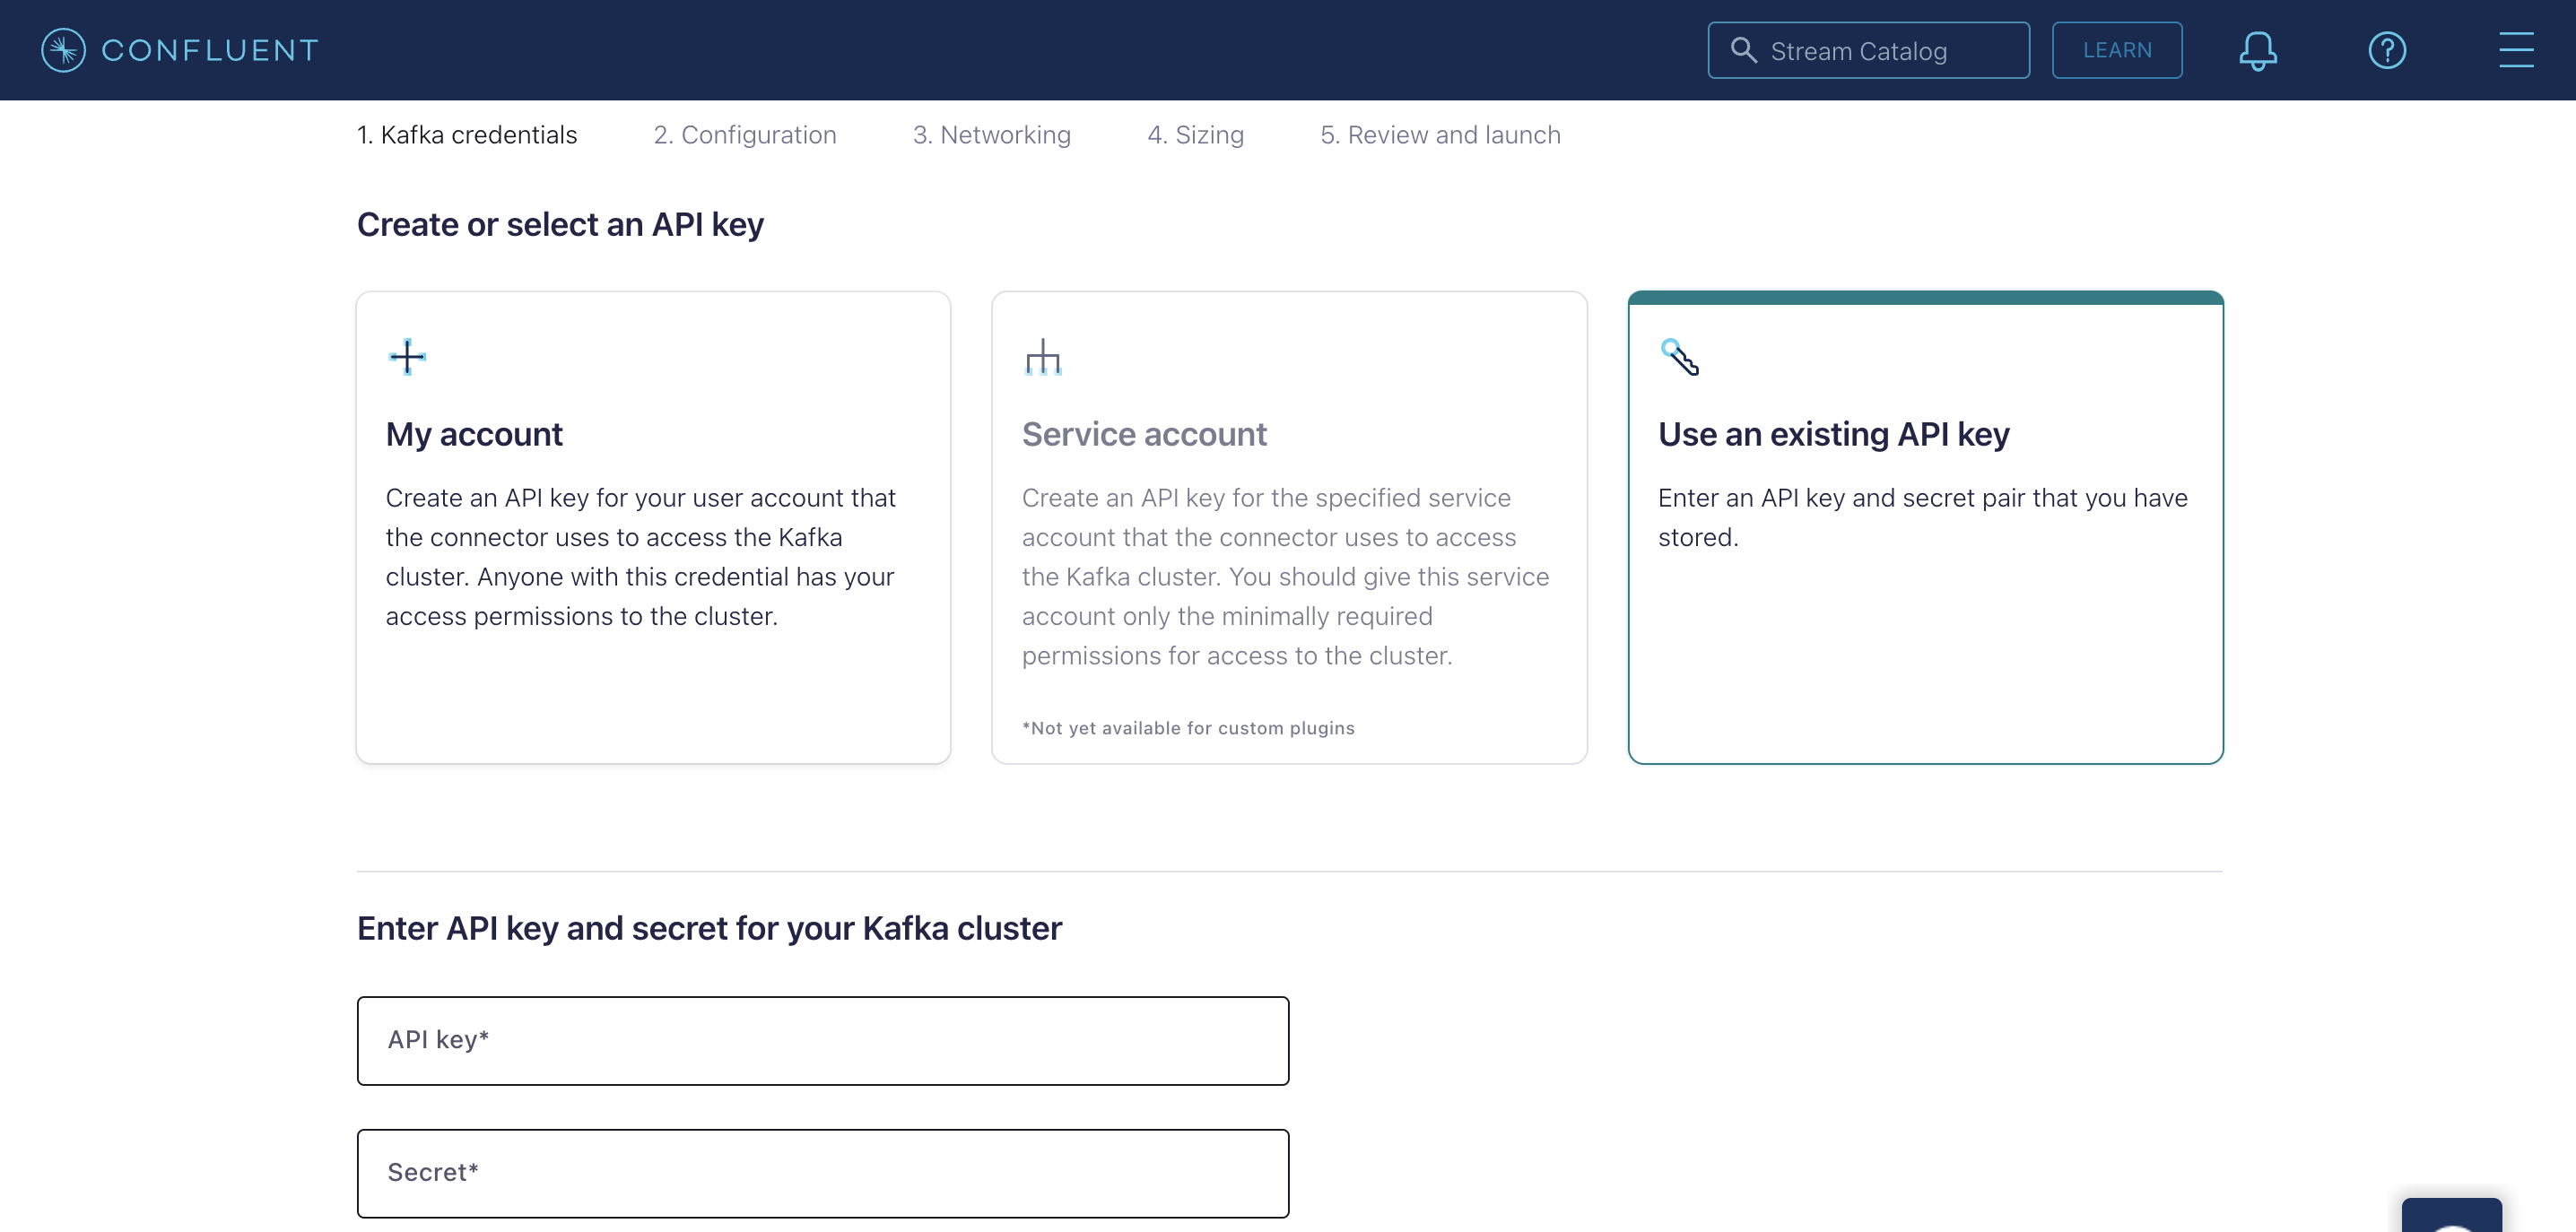 CONFLUENT
Stream Catalog
LEARN
1. Kafka credentials
2. Configuration
3. Networking
4. Sizing
5. Review and launch
Create or select an API key
My account
Create an API key for your user account that
the connector uses to access the Kafka
cluster. Anyone with this credential has your
access permissions to the cluster.
Service account
Create an API key for the specified service
account that the connector uses to access
the Kafka cluster. You should give this service
account only the minimally required
permissions for access to the cluster.
*Not yet available for custom plugins
Use an existing API key
Enter an API key and secret pair that you have
stored.
Enter API key and secret for your Kafka cluster
API key*
Secret*